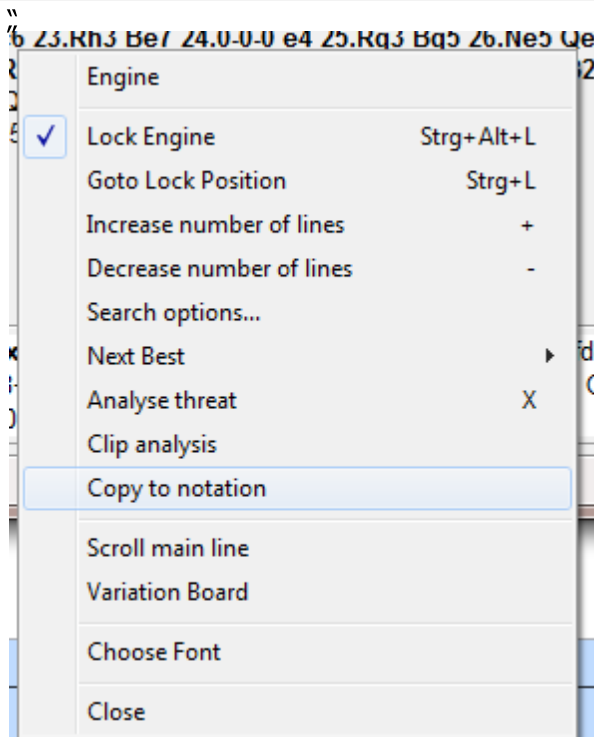 “
6 23.Rh3 Be7 24.0-0-0 e4 25.Rg3 Bg5 26.Ne5 Qe
Engine
Lock Engine Strg+Alt+L
Goto Lock Position Strg+L
Increase number of lines +
Decrease number of lines -
Search options...
Next Best
Analyse threat X
Clip analysis
Copy to notation
Scroll main line
Variation Board
Choose Font
Close